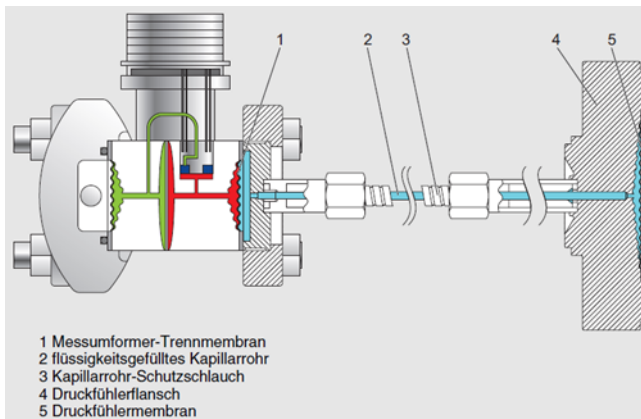 1
2
3
4
5
1 Messumformer-Trennmembran
2 flüssigkeitsgefülltes Kapillarrohr
3 Kapillarrohr-Schutzschlauch
4 Druckfühlerflansch
5 Druckfühlermembran